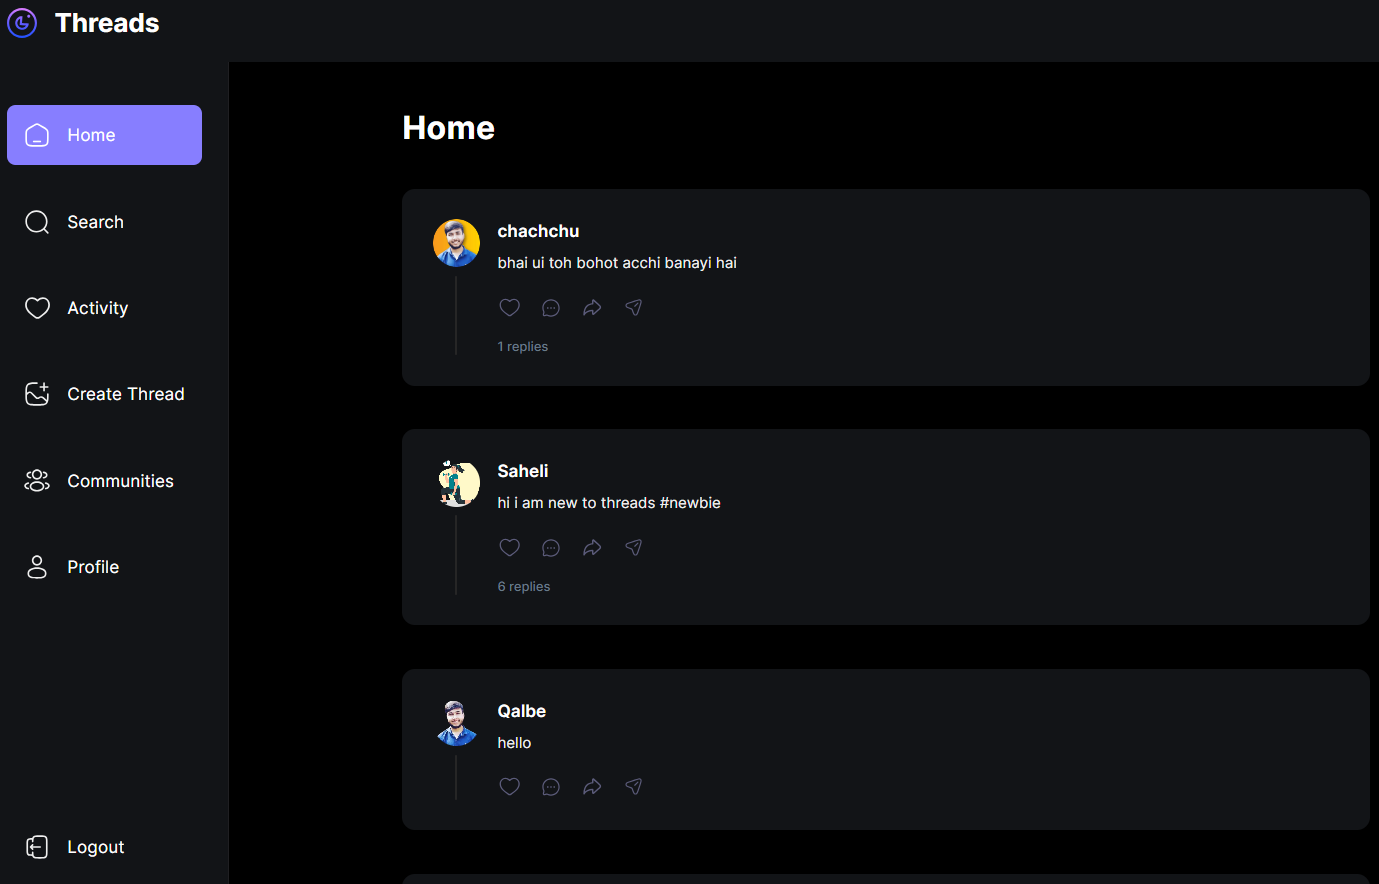 Threads
Home
Search
Activity
Create Thread
Communities
Profile
Logout
Home
chachchu
bhai ui toh bohot acchi banayi hai
1 replies
Saheli
hi i am new to threads #newbie
6 replies
Qalbe
hello